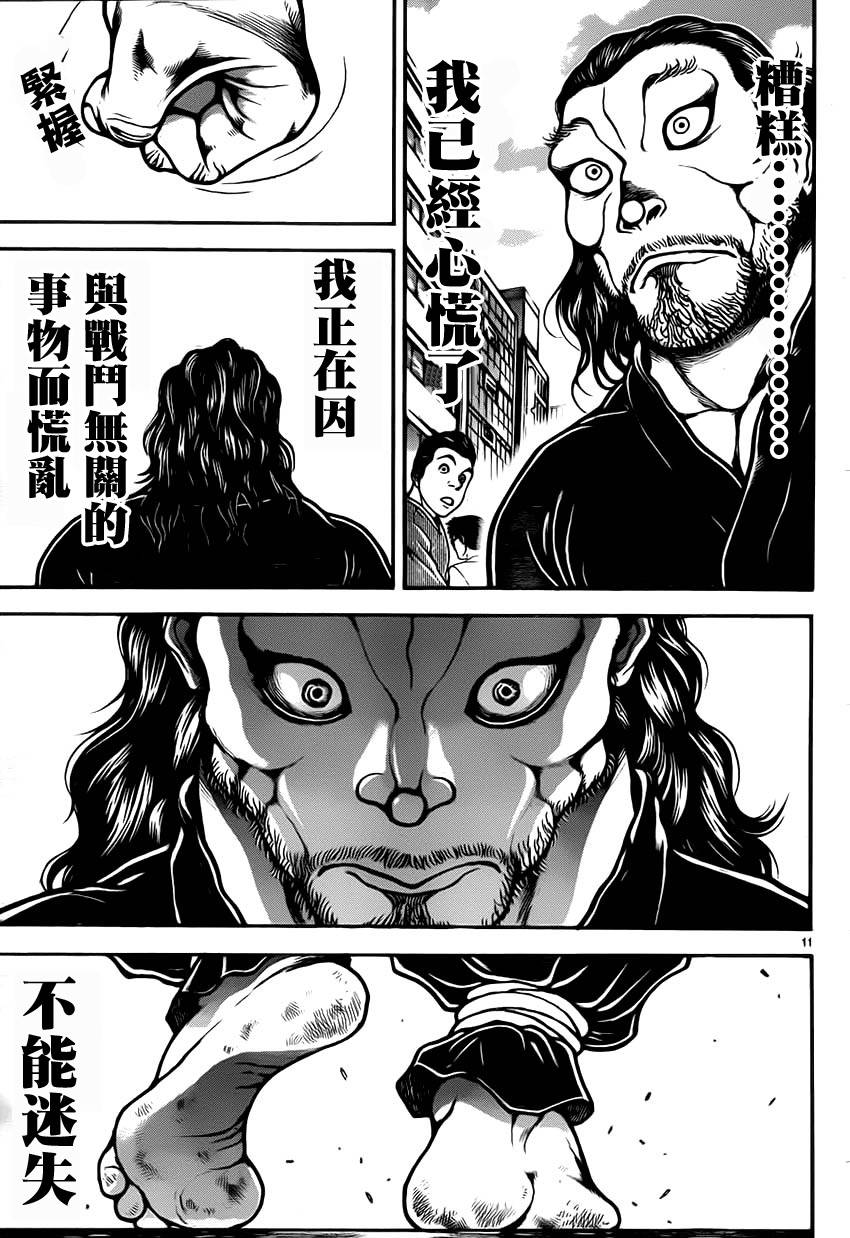 糟糕………………
我已經心慌了
緊握
我正在因
與戰鬥無關的
事物而慌亂
11
不能迷失